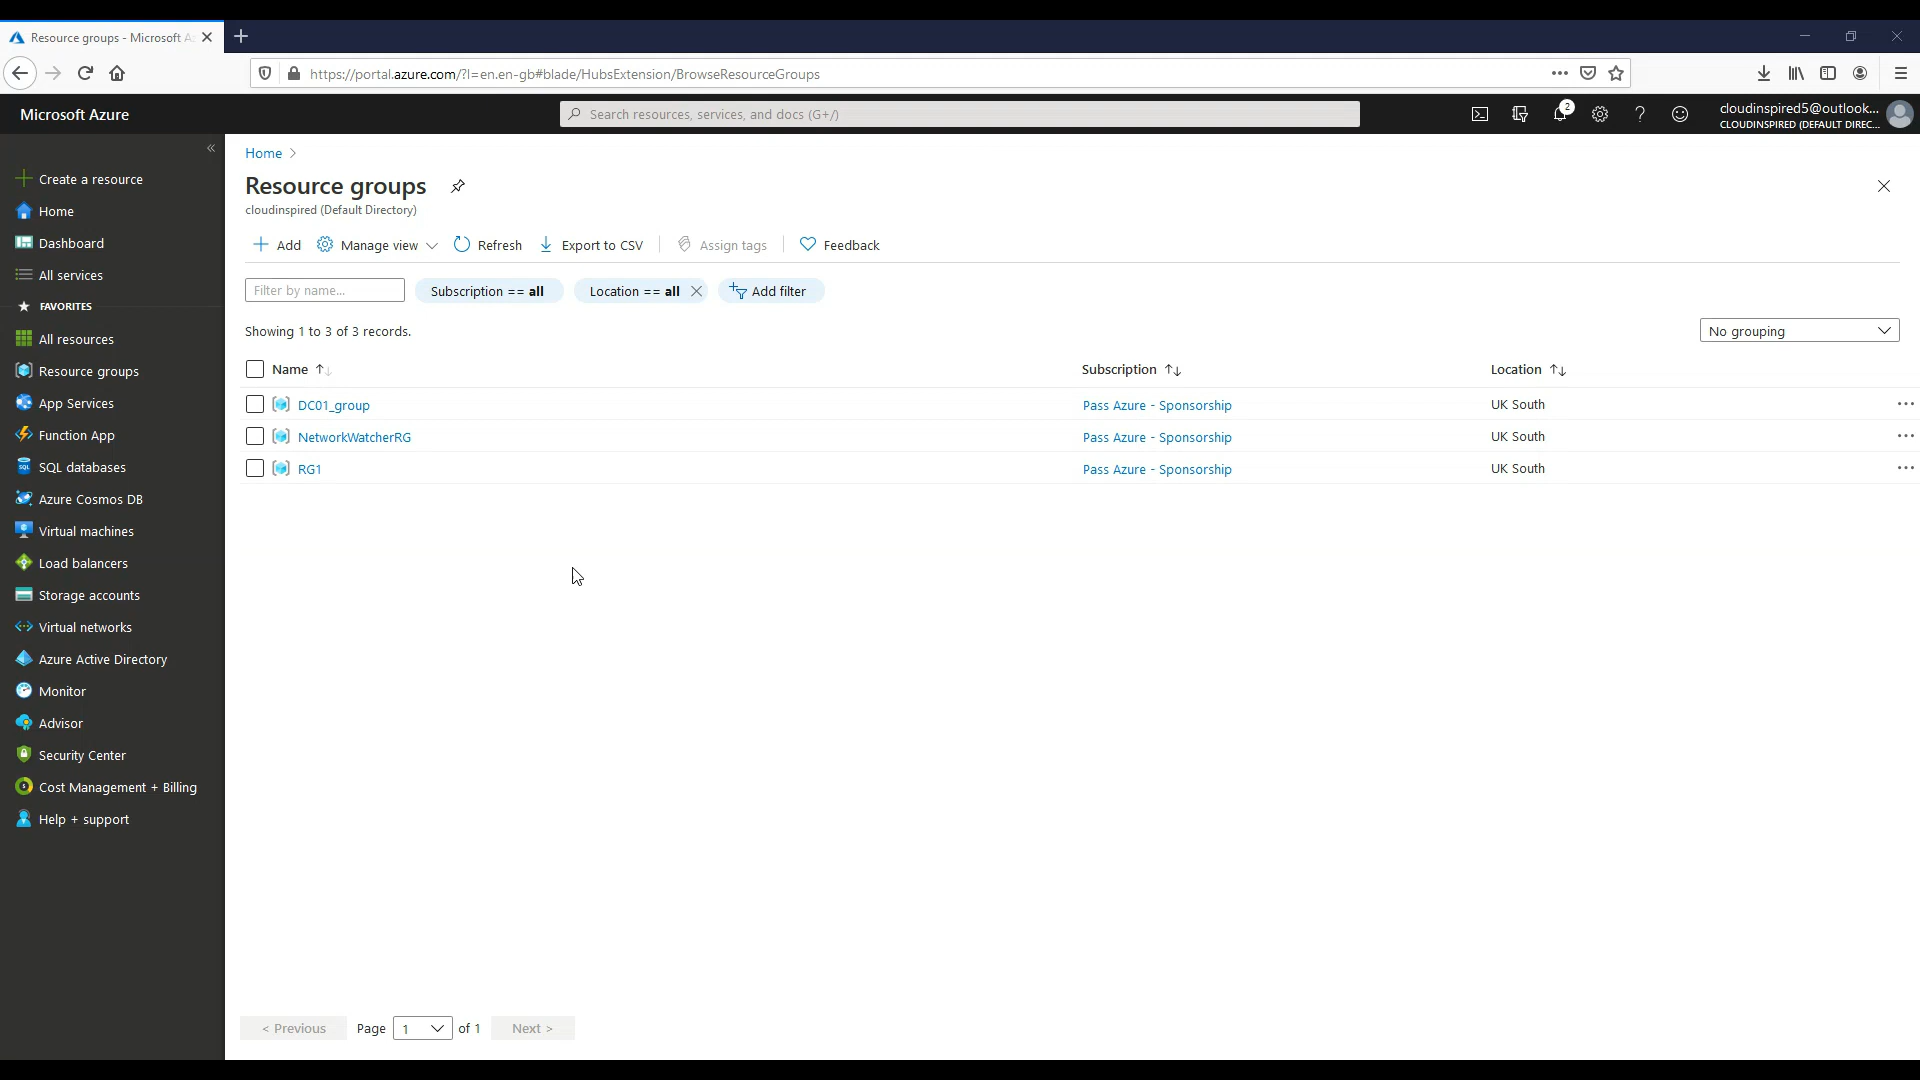 Resource groups - Microsoft A
https://portal.azure.com/?l=en.en-gb#blade/HubsExtension/BrowseResourceGroups
Microsoft Azure
Search resources, services, and docs (G+/)
2
cloudinspired5@outlook...
CLOUDINSPIRED (DEFAULT DIREC...
Create a resource
Home
Dashboard
All services
FAVORITES
All resources
Resource groups
App Services
Function App
SQL databases
Azure Cosmos DB
Virtual machines
Load balancers
Storage accounts
Virtual networks
Azure Active Directory
Monitor
Advisor
Security Center
Cost Management + Billing
Help + support
Home
Resource groups
cloudinspired (Default Directory)
Add Manage view Refresh Export to CSV Assign tags Feedback
Filter by name... Subscription == all Location == all Add filter
Showing 1 to 3 of 3 records.
No grouping
Name Subscription Location
DC01_group Pass Azure - Sponsorship UK South
NetworkWatcherRG Pass Azure - Sponsorship UK South
RG1 Pass Azure - Sponsorship UK South
< Previous Page 1 of 1 Next >